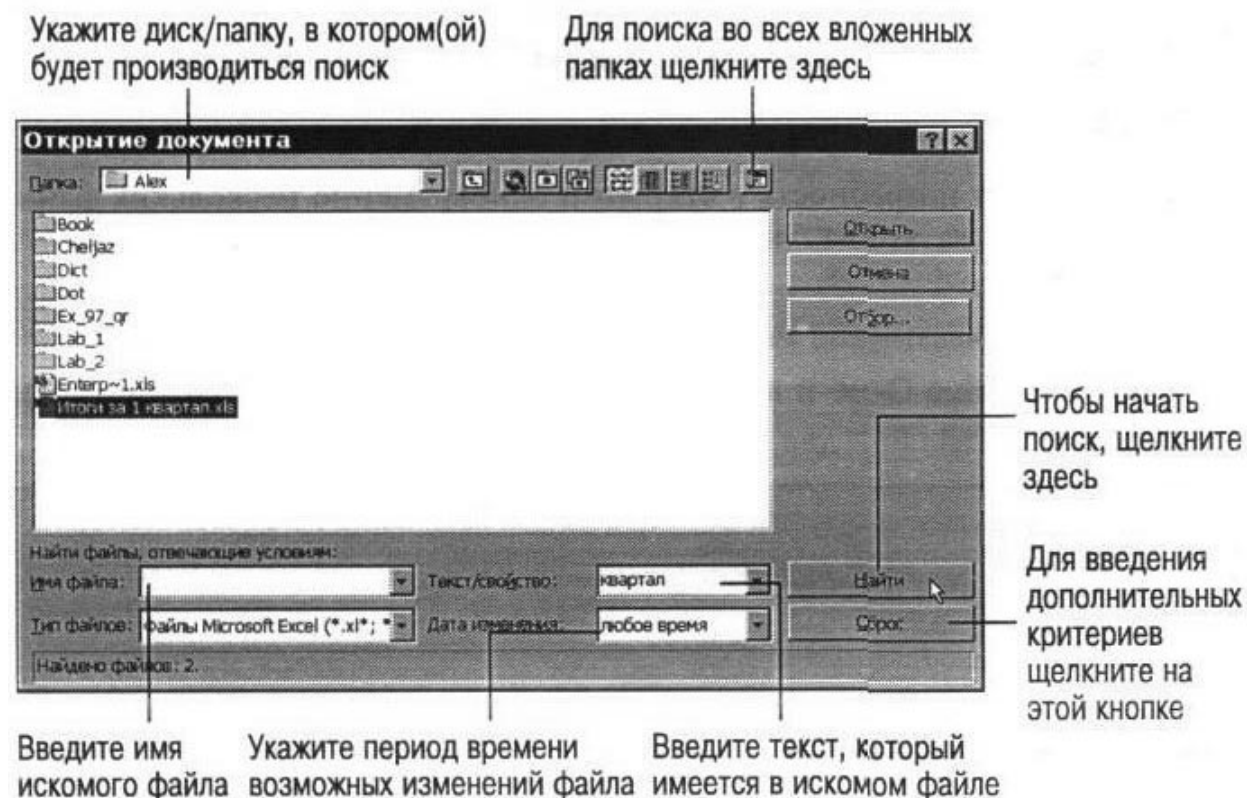 Укажите диск/папку, в котором(ой)
будет производиться поиск
Для поиска во всех вложенных
папках щелкните здесь
Открытие документа
Папка: Alex
Book
Cheljaz
Dict
Dot
Ex_97_qr
Lab_1
Lab_2
Enterp~1.xls
Итоги за 1 квартал.xls
Открыть
Отмена
Отбор...
Найти файлы, отвечающие условиям:
Имя файла: Текст/свойство: квартал Найти
Тип файлов: Файлы Microsoft Excel (*.xl*; * Дата изменения: любое время Сброс
Найдено файлов: 2.
Чтобы начать
поиск, щелкните
здесь
Для введения
дополнительных
критериев
щелкните на
этой кнопке
Введите имя
искомого файла
Укажите период времени
возможных изменений файла
Введите текст, который
имеется в искомом файле